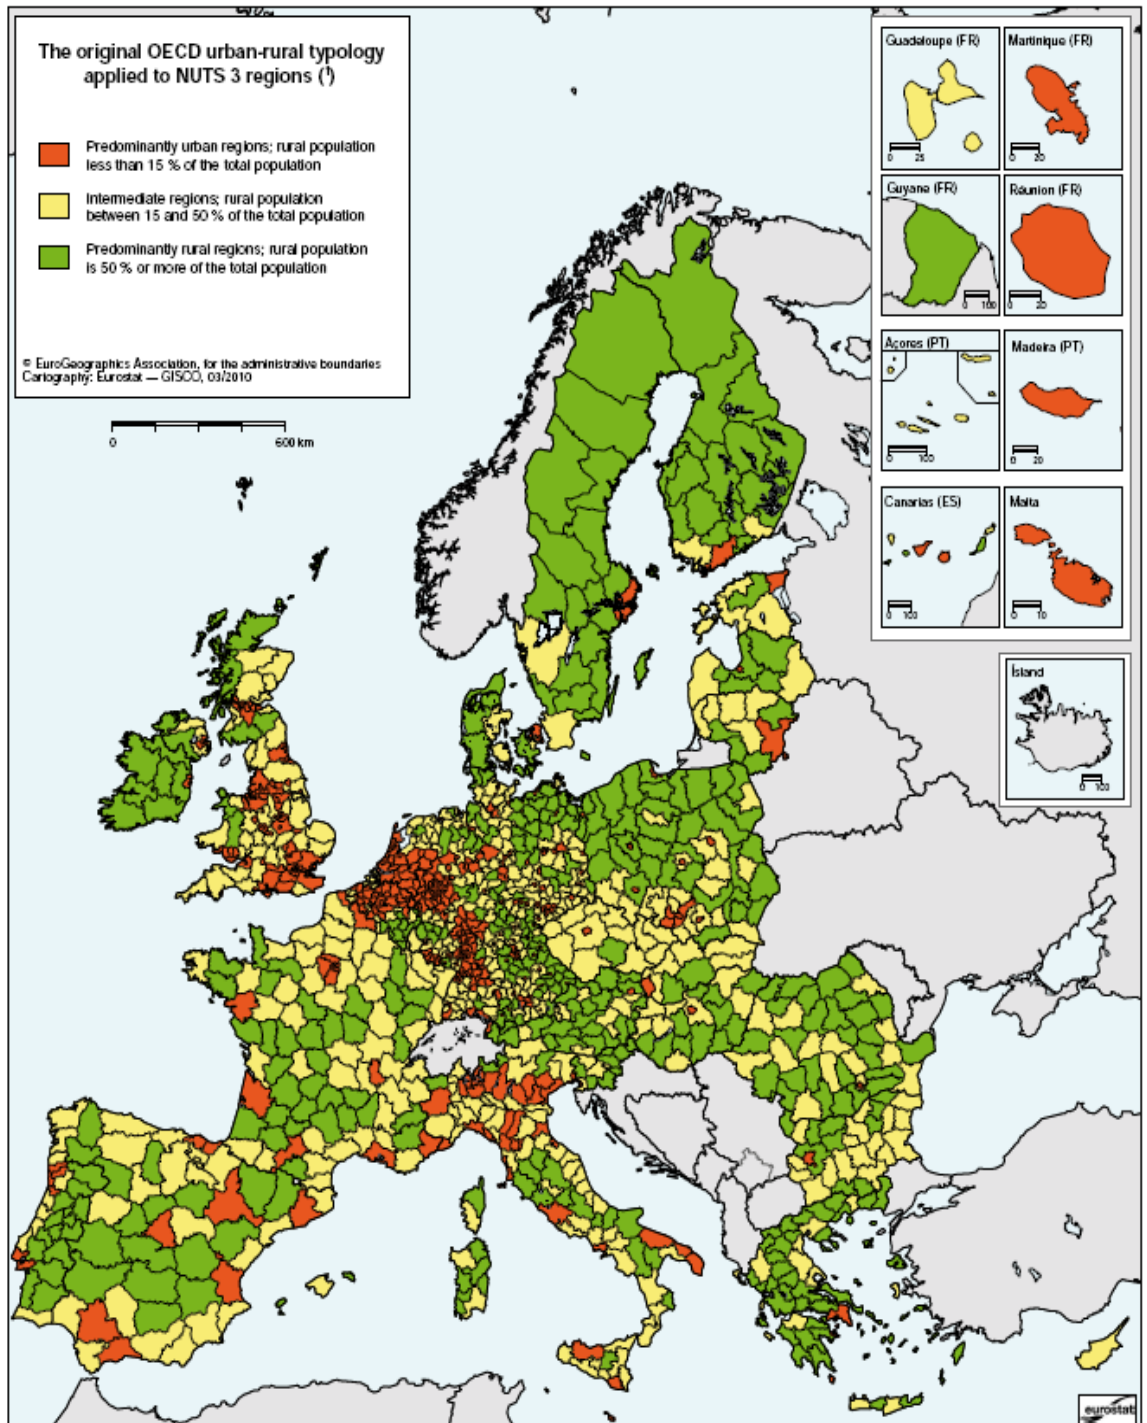 The original OECD urban-rural typology
applied to NUTS 3 regions (¹)
Predominantly urban regions; rural population
less than 15 % of the total population
Intermediate regions; rural population
between 15 and 50 % of the total population
Predominantly rural regions; rural population
is 50 % or more of the total population
© EuroGeographics Association, for the administrative boundaries
Cartography: Eurostat — GISCO, 03/2010
0 600 km
Guadeloupe (FR)
0 25
Martinique (FR)
0 20
Guyane (FR)
0 100
Réunion (FR)
0 20
Açores (PT)
0 100
Madeira (PT)
0 20
Canarias (ES)
0 100
Malta
0 10
Ísland
0 100
eurostat